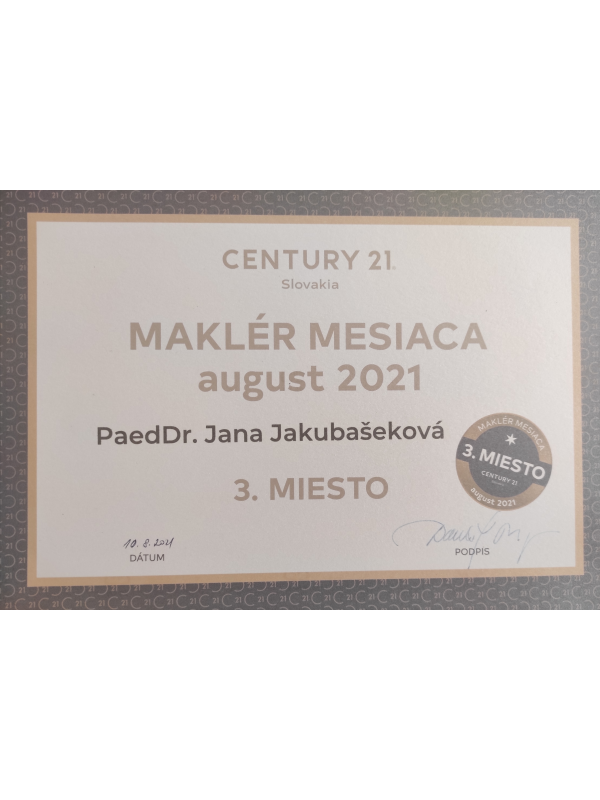 CENTURY 21.
Slovakia
MAKLÉR MESIACA
august 2021
PaedDr. Jana Jakubašeková
3. MIESTO
MAKLÉR MESIACA
3. MIESTO
CENTURY 21
august 2021
10. 8. 2021
DÁTUM
PODPIS